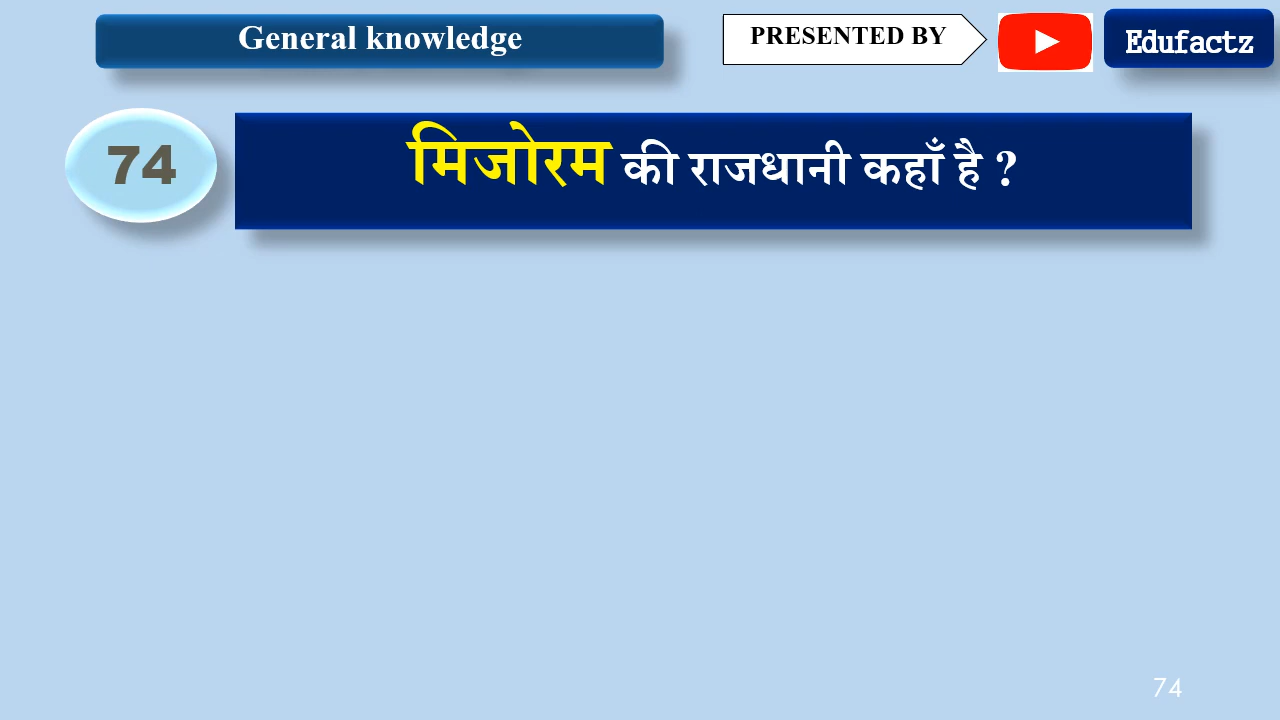 General knowledge
PRESENTED BY
Edufactz
74
मिजोरम की राजधानी कहाँ है ?
74